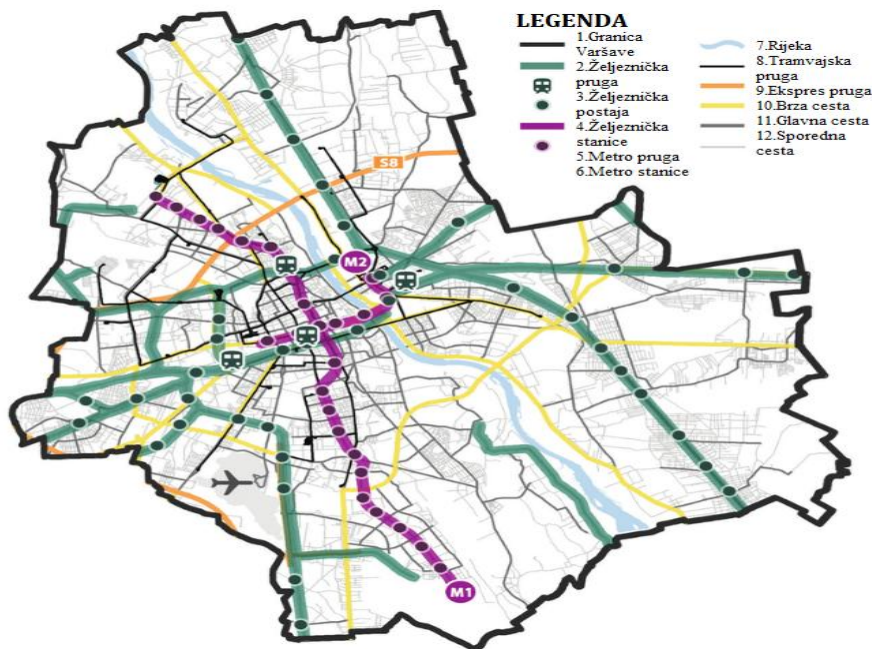 LEGENDA
1.Granica
Varšave
2.Željeznička
pruga
3.Željeznička
postaja
4.Željeznička
stanice
5.Metro pruga
6.Metro stanice
7.Rijeka
8.Tramvajska
pruga
9.Ekspres pruga
10.Brza cesta
11.Glavna cesta
12.Sporedna
cesta
S8
M2
M1